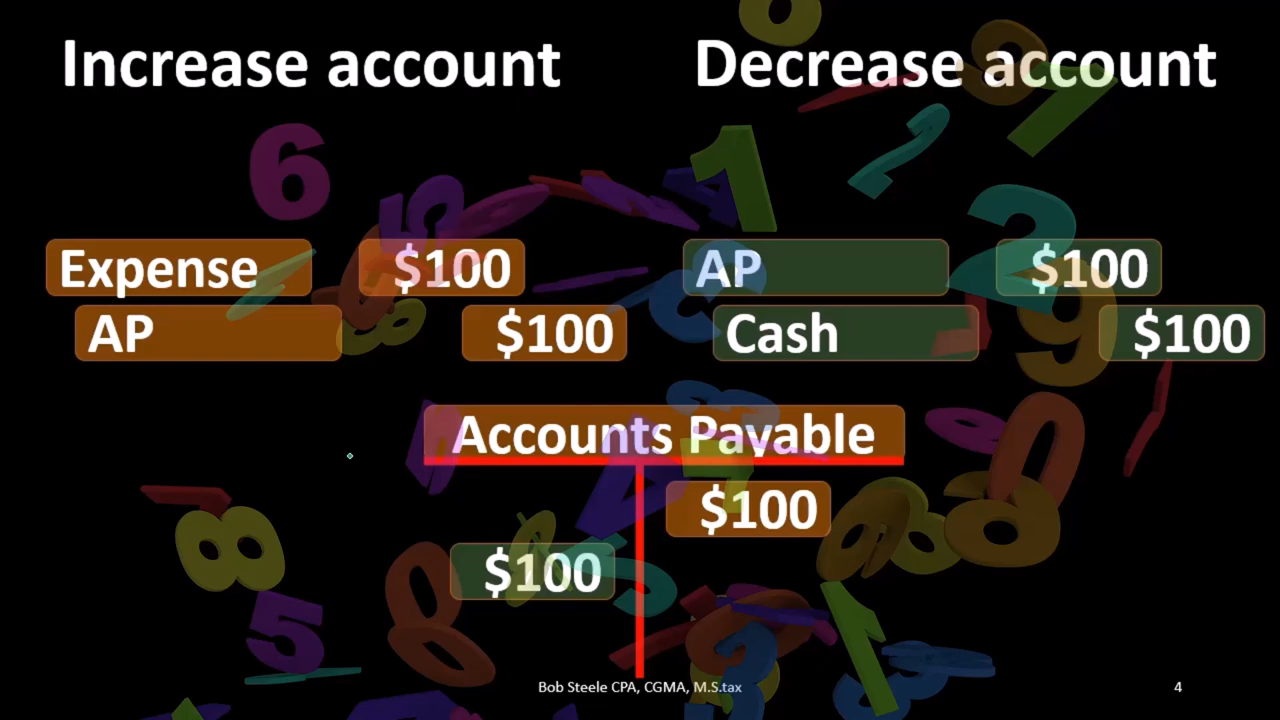 Increase account
Decrease account
Expense $100
AP $100
AP $100
Cash $100
Accounts Payable
$100
$100
Bob Steele CPA, CGMA, M.S.tax
4